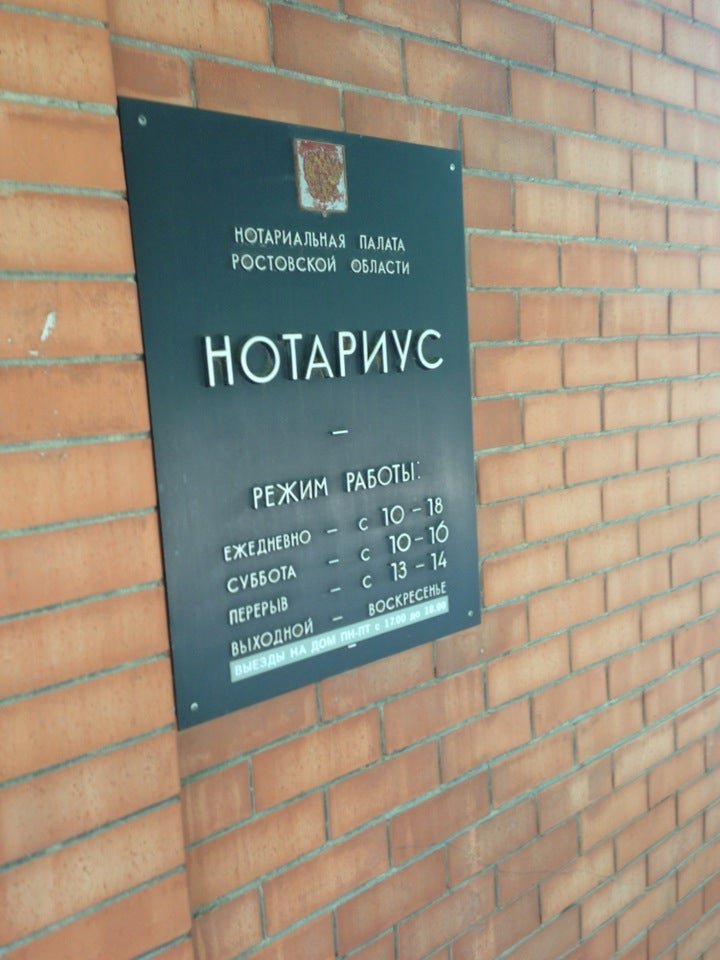 НОТАРИАЛЬНАЯ ПАЛАТА
РОСТОВСКОЙ ОБЛАСТИ
НОТАРИУС
–
РЕЖИМ РАБОТЫ:
ЕЖЕДНЕВНО – С 10 – 18
СУББОТА – С 10 – 16
ПЕРЕРЫВ – С 13 – 14
ВЫХОДНОЙ – ВОСКРЕСЕНЬЕ
ВЫЕЗДЫ НА ДОМ ПН-ПТ с 17.00 до 18.00
–